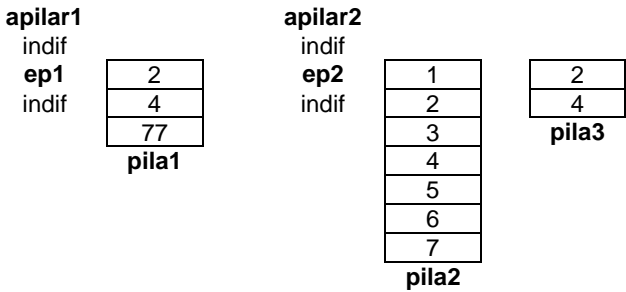 apilar1 apilar2
indif indif
ep1 2 ep2 1 2
indif 4 indif 2 4
77 3 pila3
pila1 4
5
6
7
pila2